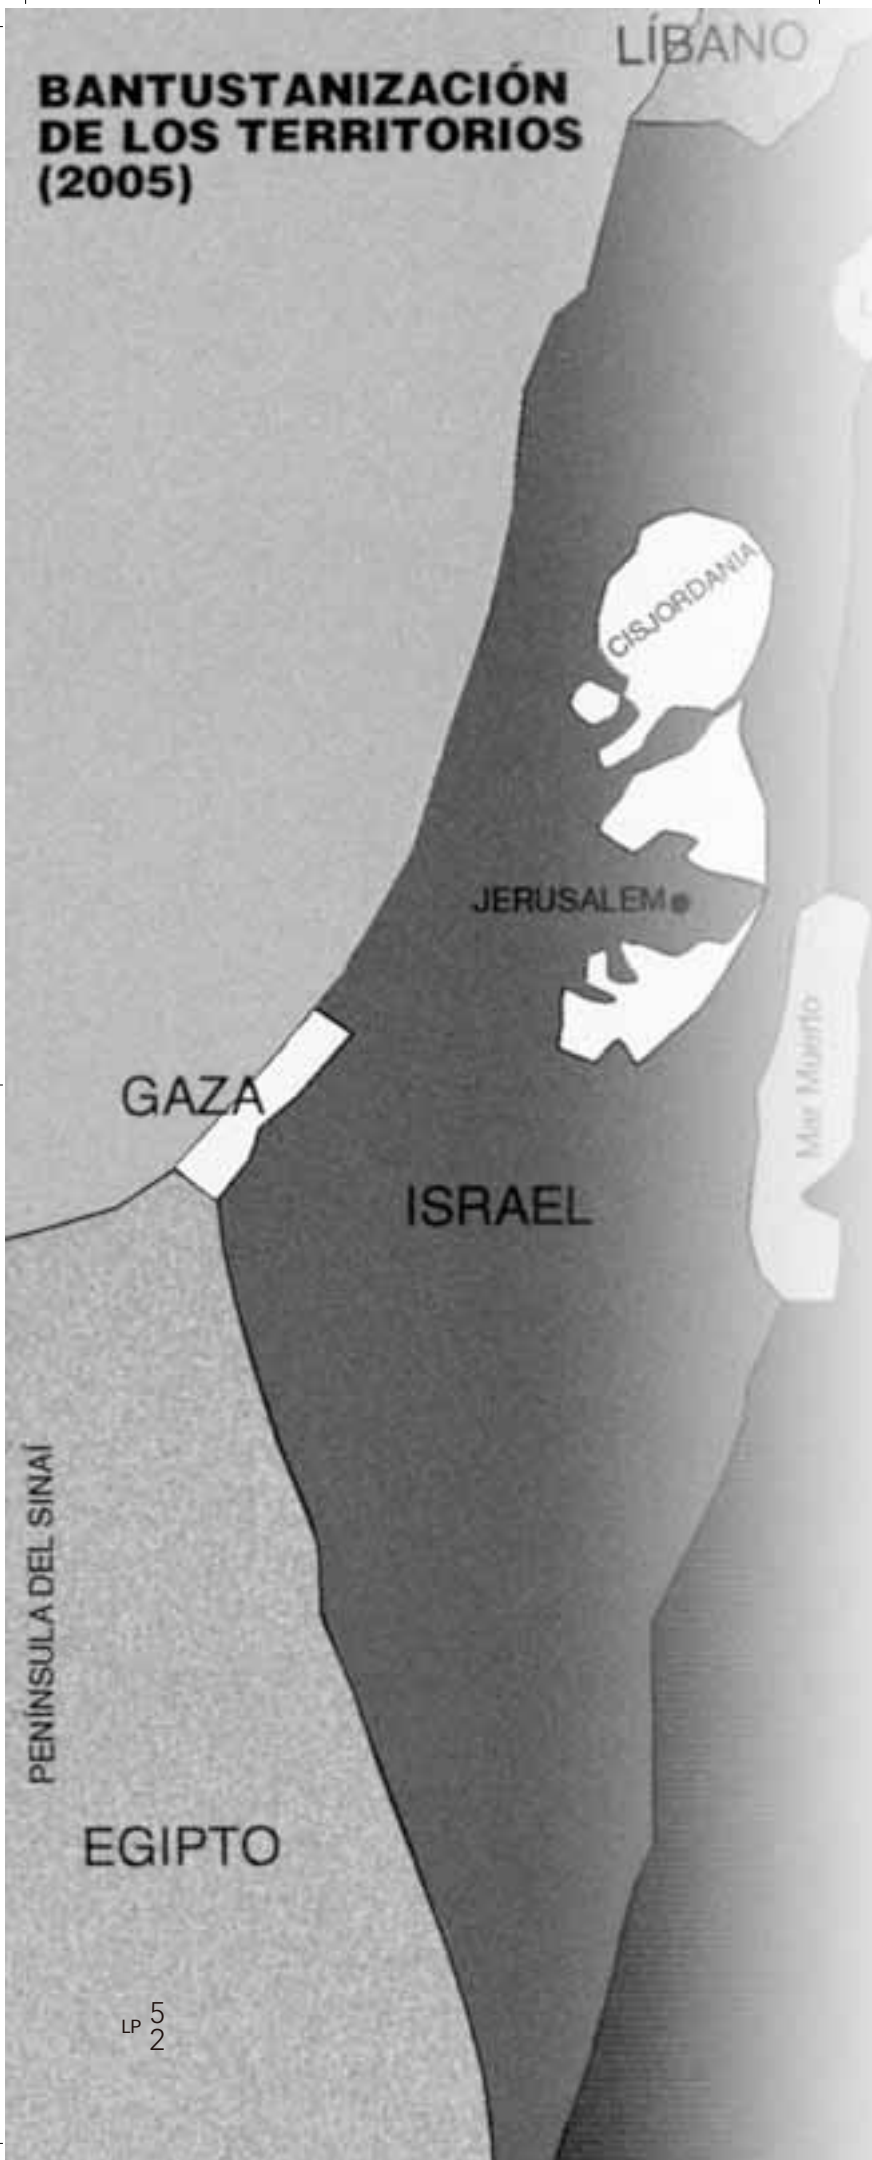 LÍBANO
BANTUSTANIZACIÓN
DE LOS TERRITORIOS
(2005)
CISJORDANIA
JERUSALEM
Mar Muerto
GAZA
ISRAEL
PENÍNSULA DEL SINAÍ
EGIPTO
LP 5
2